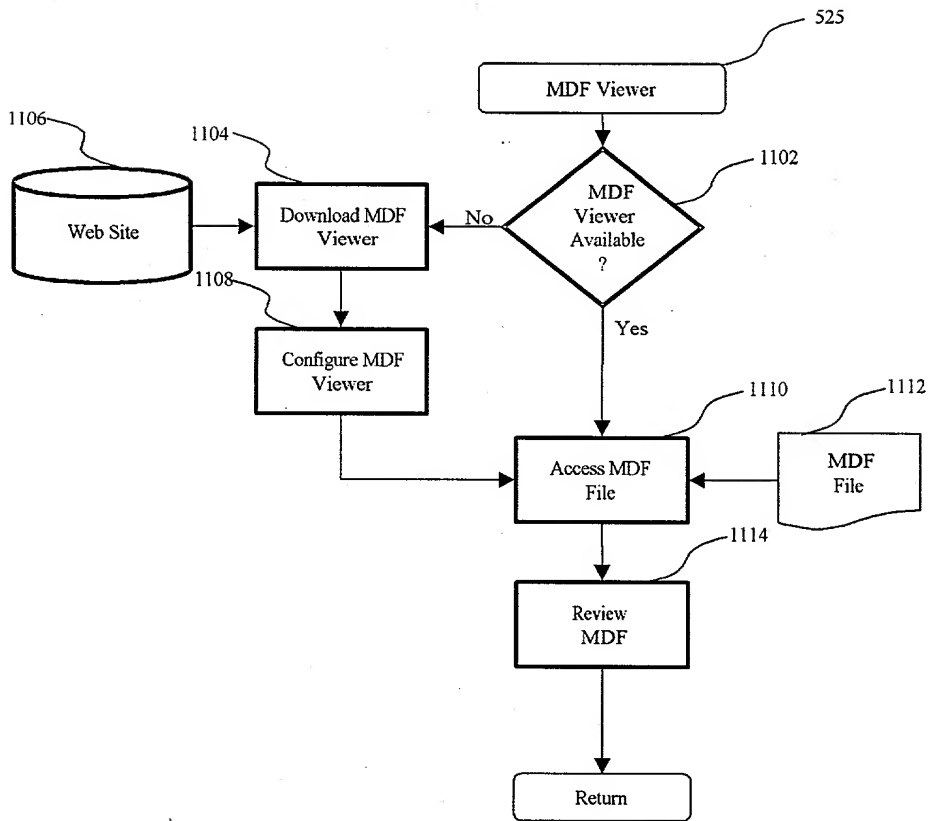 525
MDF Viewer
1106
1104
1102
MDF
Viewer
Available
?
Web Site
Download MDF
Viewer
No
1108
Yes
Configure MDF
Viewer
1110
1112
Access MDF
File
MDF
File
1114
Review
MDF
Return